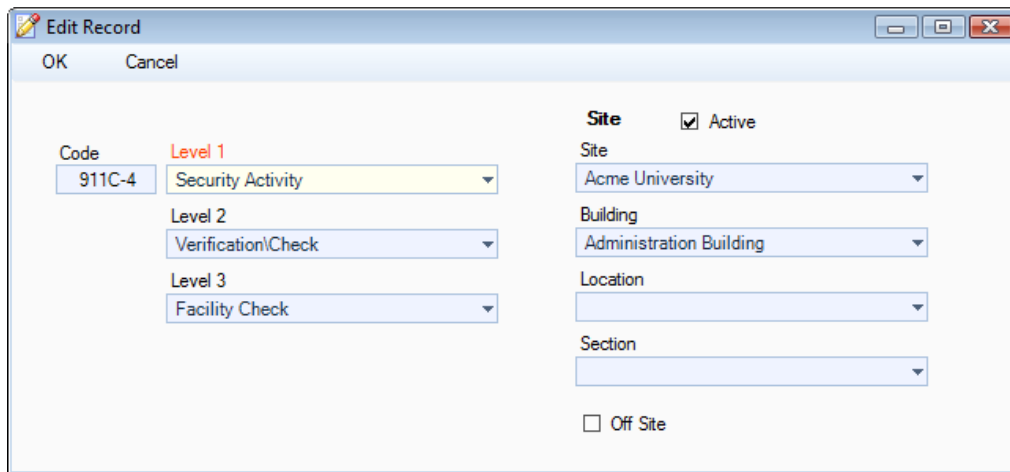 Edit Record
OK Cancel
Site Active
Code Level 1 Site
911C-4 Security Activity Acme University
Level 2 Building
Verification\Check Administration Building
Level 3 Location
Facility Check
Section
Off Site